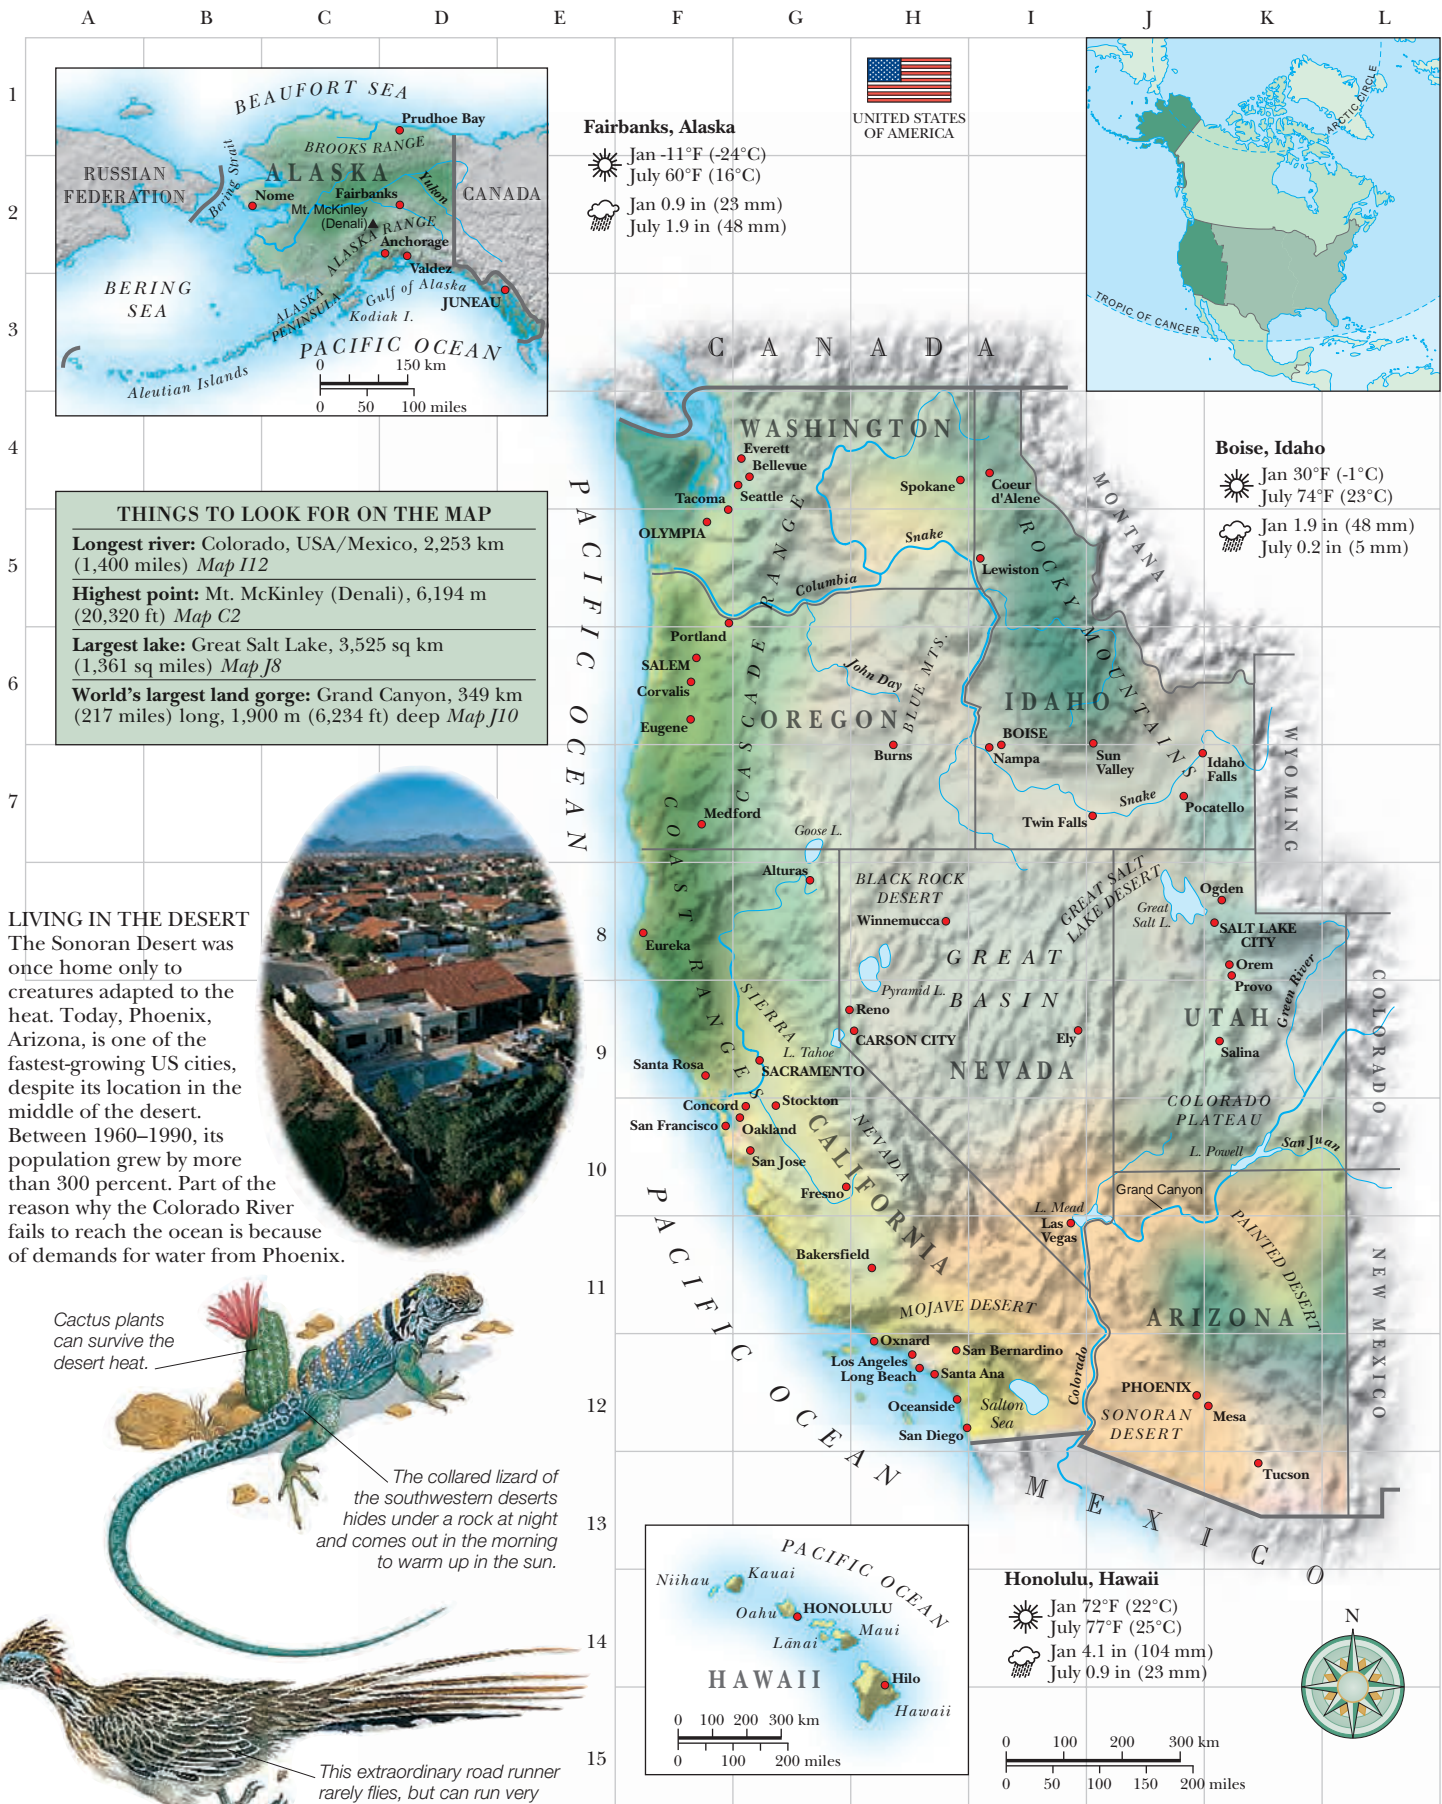 A B C D E F G H I J K L
1
2
3
4
5
6
7
8
9
10
11
12
13
14
15
BEAUFORT SEA
Prudhoe Bay
BROOKS RANGE
RUSSIAN
FEDERATION
Bering Strait
ALASKA
CANADA
Nome
Fairbanks
Yukon
Mt. McKinley
(Denali)
ALASKA RANGE
Anchorage
Valdez
BERING
SEA
ALASKA
PENINSULA
Gulf of Alaska
JUNEAU
Kodiak I.
PACIFIC OCEAN
Aleutian Islands
0 150 km
0 50 100 miles
Fairbanks, Alaska
Jan -11°F (-24°C)
July 60°F (16°C)
Jan 0.9 in (23 mm)
July 1.9 in (48 mm)
UNITED STATES
OF AMERICA
ARCTIC CIRCLE
TROPIC OF CANCER
THINGS TO LOOK FOR ON THE MAP
Longest river: Colorado, USA/Mexico, 2,253 km
(1,400 miles) Map I12
Highest point: Mt. McKinley (Denali), 6,194 m
(20,320 ft) Map C2
Largest lake: Great Salt Lake, 3,525 sq km
(1,361 sq miles) Map J8
World's largest land gorge: Grand Canyon, 349 km
(217 miles) long, 1,900 m (6,234 ft) deep Map J10
Boise, Idaho
Jan 30°F (-1°C)
July 74°F (23°C)
Jan 1.9 in (48 mm)
July 0.2 in (5 mm)
CANADA
WASHINGTON
Everett
Bellevue
Seattle
Tacoma
OLYMPIA
Spokane
Coeur
d'Alene
MONTANA
Snake
Lewiston
Columbia
ROCKY MOUNTAINS
CASCADE RANGE
PACIFIC OCEAN
Portland
SALEM
Corvalis
Eugene
John Day
BLUE MTS.
OREGON
IDAHO
Burns
BOISE
Nampa
Sun
Valley
Idaho
Falls
WYOMING
Snake
Pocatello
Twin Falls
Medford
Goose L.
COAST RANGES
Alturas
BLACK ROCK
DESERT
GREAT SALT
LAKE DESERT
Ogden
Great
Salt L.
Winnemucca
SALT LAKE
CITY
Eureka
GREAT
BASIN
Orem
Provo
Green River
COLORADO
Pyramid L.
SIERRA
NEVADA
Reno
CARSON CITY
UTAH
Ely
Salina
L. Tahoe
Santa Rosa
SACRAMENTO
NEVADA
COLORADO
PLATEAU
Concord
Stockton
San Francisco
Oakland
CALIFORNIA
San Jose
L. Powell
San Juan
Fresno
Grand Canyon
L. Mead
Las
Vegas
PAINTED DESERT
PACIFIC OCEAN
Bakersfield
NEW MEXICO
MOJAVE DESERT
ARIZONA
Oxnard
San Bernardino
Los Angeles
Long Beach
Santa Ana
Colorado
PHOENIX
Mesa
Oceanside
Salton
Sea
SONORAN
DESERT
San Diego
Tucson
MEXICO
LIVING IN THE DESERT
The Sonoran Desert was
once home only to
creatures adapted to the
heat. Today, Phoenix,
Arizona, is one of the
fastest-growing US cities,
despite its location in the
middle of the desert.
Between 1960–1990, its
population grew by more
than 300 percent. Part of the
reason why the Colorado River
fails to reach the ocean is because
of demands for water from Phoenix.
Cactus plants
can survive the
desert heat.
The collared lizard of
the southwestern deserts
hides under a rock at night
and comes out in the morning
to warm up in the sun.
This extraordinary road runner
rarely flies, but can run very
PACIFIC OCEAN
Niihau
Kauai
Oahu
HONOLULU
Lānai
Maui
HAWAII
Hilo
Hawaii
0 100 200 300 km
0 100 200 miles
Honolulu, Hawaii
Jan 72°F (22°C)
July 77°F (25°C)
Jan 4.1 in (104 mm)
July 0.9 in (23 mm)
N
0 100 200 300 km
0 50 100 150 200 miles